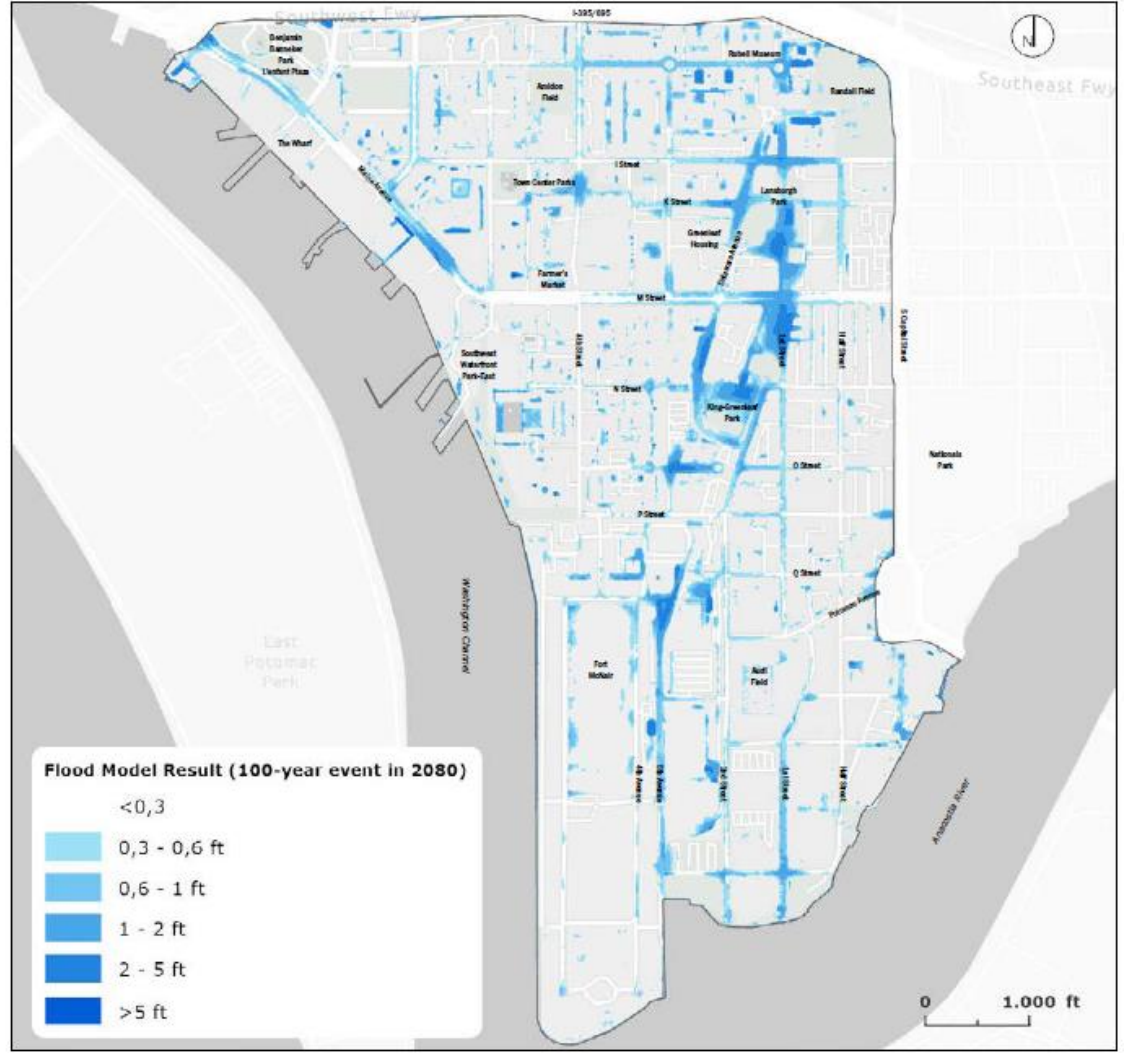 Southwest Fwy
I-395/695
Benjamin
Banneker
Park
L'enfant Plaza
Rubell Museum
Southeast Fwy
Amidon
Field
Randall Field
The Wharf
I Street
Maine Avenue
Town Center Parks
Lansburgh
Park
K Street
Greenleaf
Housing
Delaware Avenue
Farmer's
Market
M Street
S Capitol Street
4th Street
1st Street
Half Street
Southeast
Waterfront
Park-East
N Street
King-Greenleaf
Park
Nationals
Park
O Street
P Street
Q Street
Potomac Avenue
Washington Channel
East
Potomac
Park
Fort
McNair
Audi
Field
4th Avenue
5th Avenue
2nd Street
1st Street
Half Street
Anacostia River
Flood Model Result (100-year event in 2080)
<0,3
0,3 - 0,6 ft
0,6 - 1 ft
1 - 2 ft
2 - 5 ft
>5 ft
N
0 1.000 ft